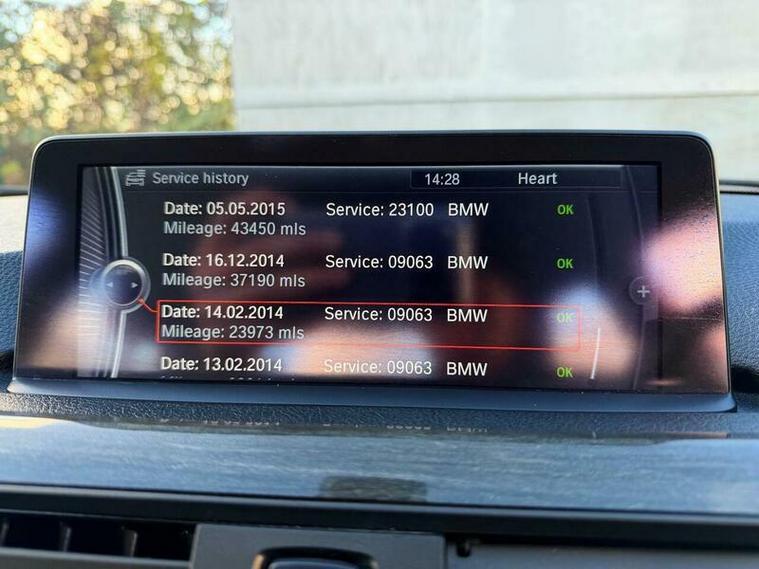 Service history 14:28 Heart
Date: 05.05.2015 Service: 23100 BMW OK
Mileage: 43450 mls
Date: 16.12.2014 Service: 09063 BMW OK
Mileage: 37190 mls
Date: 14.02.2014 Service: 09063 BMW OK
Mileage: 23973 mls
Date: 13.02.2014 Service: 09063 BMW OK